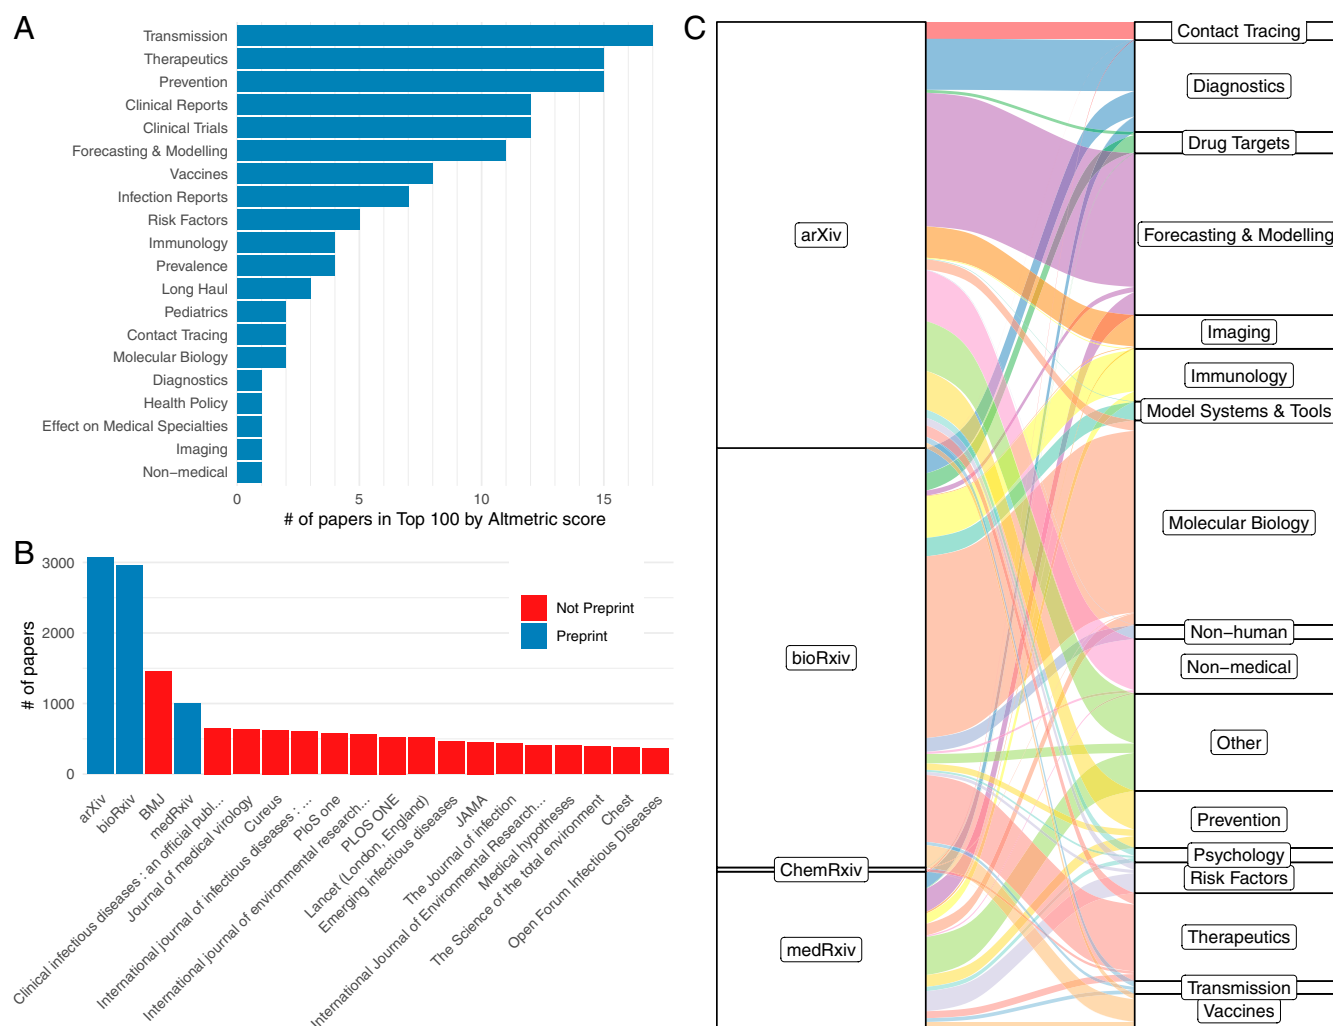 A
Transmission
Therapeutics
Prevention
Clinical Reports
Clinical Trials
Forecasting & Modelling
Vaccines
Infection Reports
Risk Factors
Immunology
Prevalence
Long Haul
Pediatrics
Contact Tracing
Molecular Biology
Diagnostics
Health Policy
Effect on Medical Specialties
Imaging
Non−medical
0 5 10 15
# of papers in Top 100 by Altmetric score
B
# of papers
3000
2000
1000
0
Not Preprint
Preprint
arXiv
bioRxiv
BMJ
medRxiv
Clinical infectious diseases : an official publ...
Journal of medical virology
Cureus
International journal of infectious diseases : ...
PloS one
International journal of environmental research...
PLOS ONE
Lancet (London, England)
Emerging infectious diseases
JAMA
The Journal of infection
International Journal of Environmental Research...
Medical hypotheses
The Science of the total environment
Chest
Open Forum Infectious Diseases
C
arXiv
bioRxiv
ChemRxiv
medRxiv
Contact Tracing
Diagnostics
Drug Targets
Forecasting & Modelling
Imaging
Immunology
Model Systems & Tools
Molecular Biology
Non−human
Non−medical
Other
Prevention
Psychology
Risk Factors
Therapeutics
Transmission
Vaccines